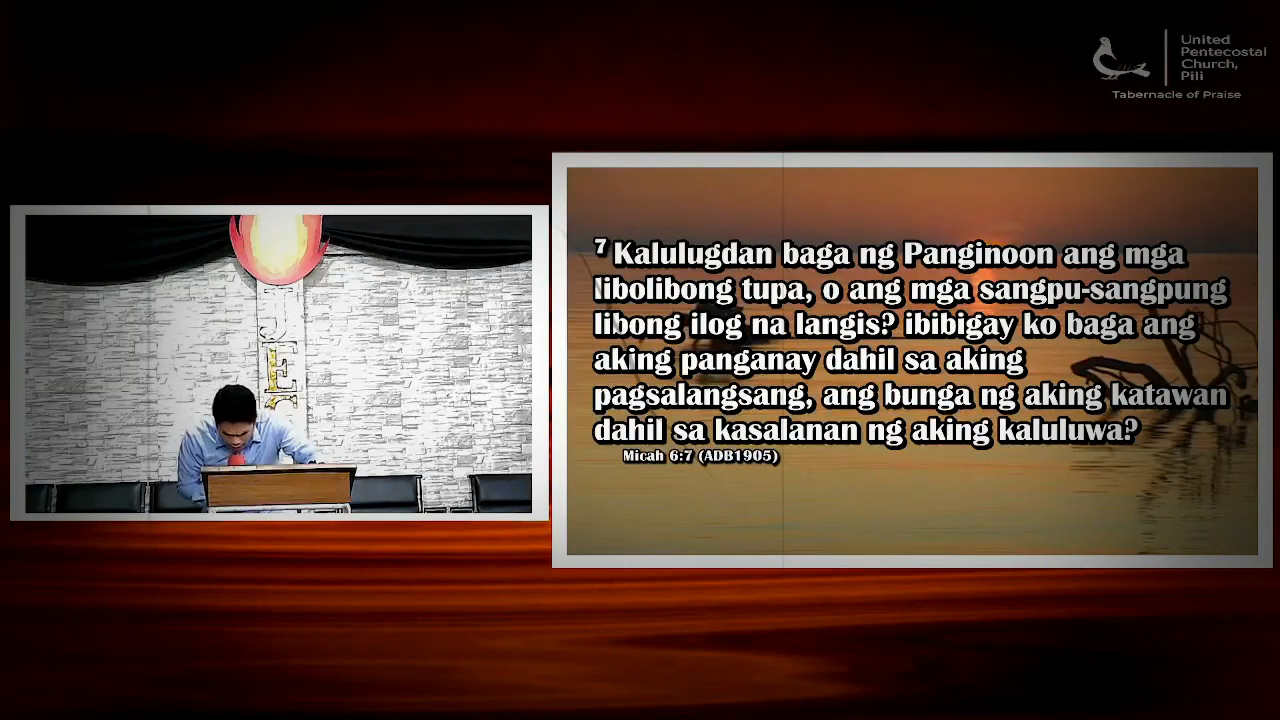 United
Pentecostal
Church,
Pili
Tabernacle of Praise
7 Kalulugdan baga ng Panginoon ang mga
libolibong tupa, o ang mga sangpu-sangpung
libong ilog na langis? ibibigay ko baga ang
aking panganay dahil sa aking
pagsalangsang, ang bunga ng aking katawan
dahil sa kasalanan ng aking kaluluwa?
Micah 6:7 (ADB1905)